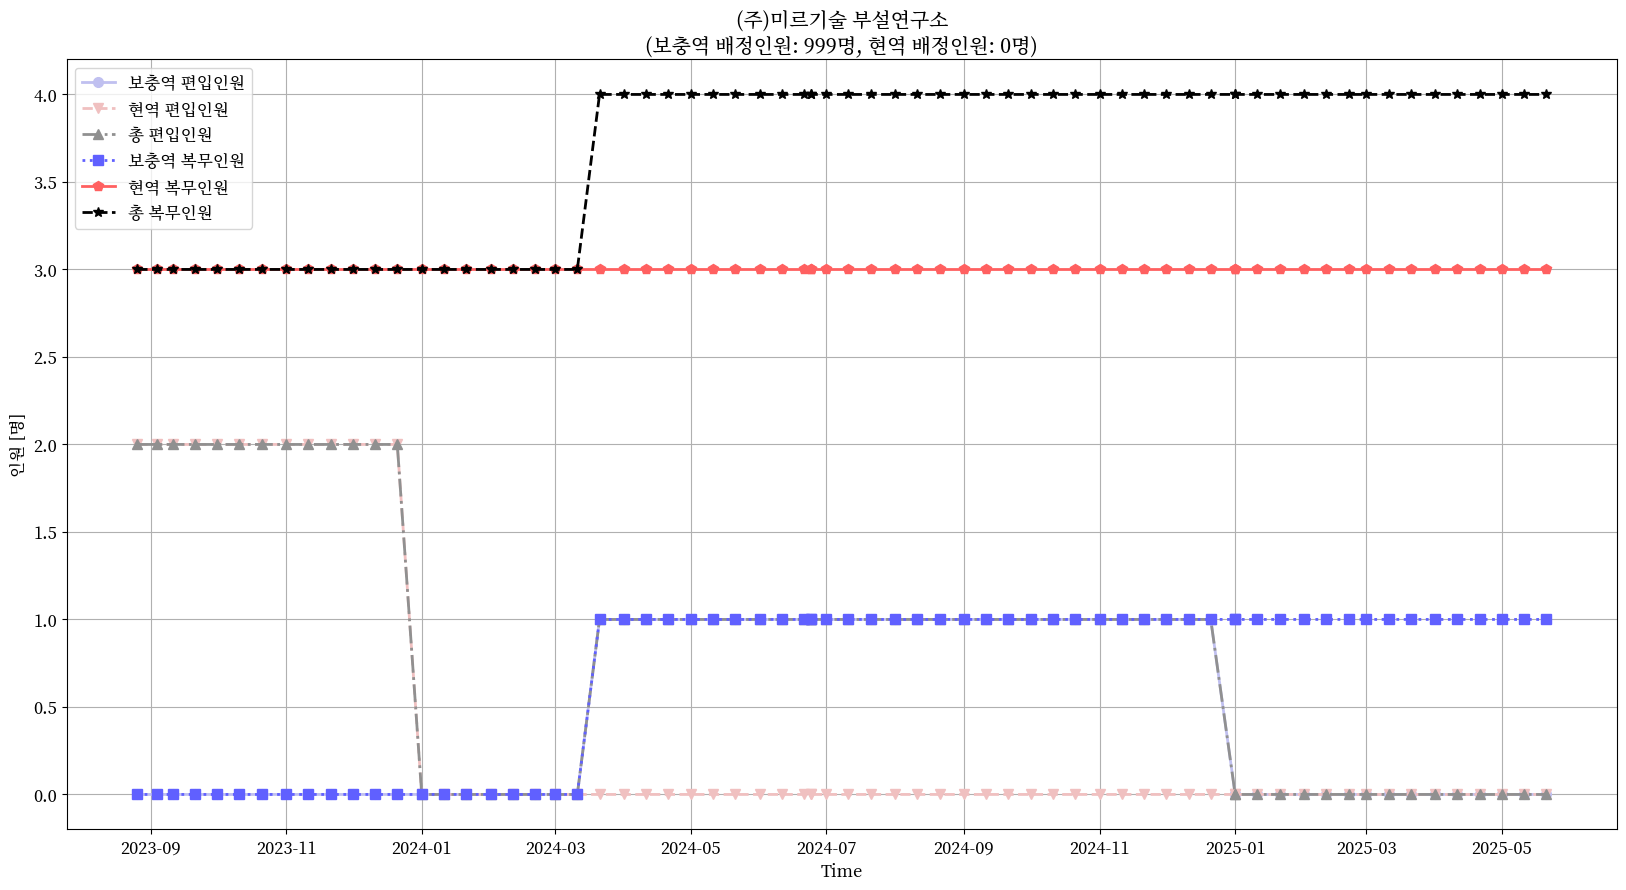 (주)미르기술 부설연구소
(보충역 배정인원: 999명, 현역 배정인원: 0명)
보충역 편입인원
현역 편입인원
총 편입인원
보충역 복무인원
현역 복무인원
총 복무인원
4.0
3.5
3.0
2.5
2.0
1.5
1.0
0.5
0.0
인원 [명]
2023-09 2023-11 2024-01 2024-03 2024-05 2024-07 2024-09 2024-11 2025-01 2025-03 2025-05
Time